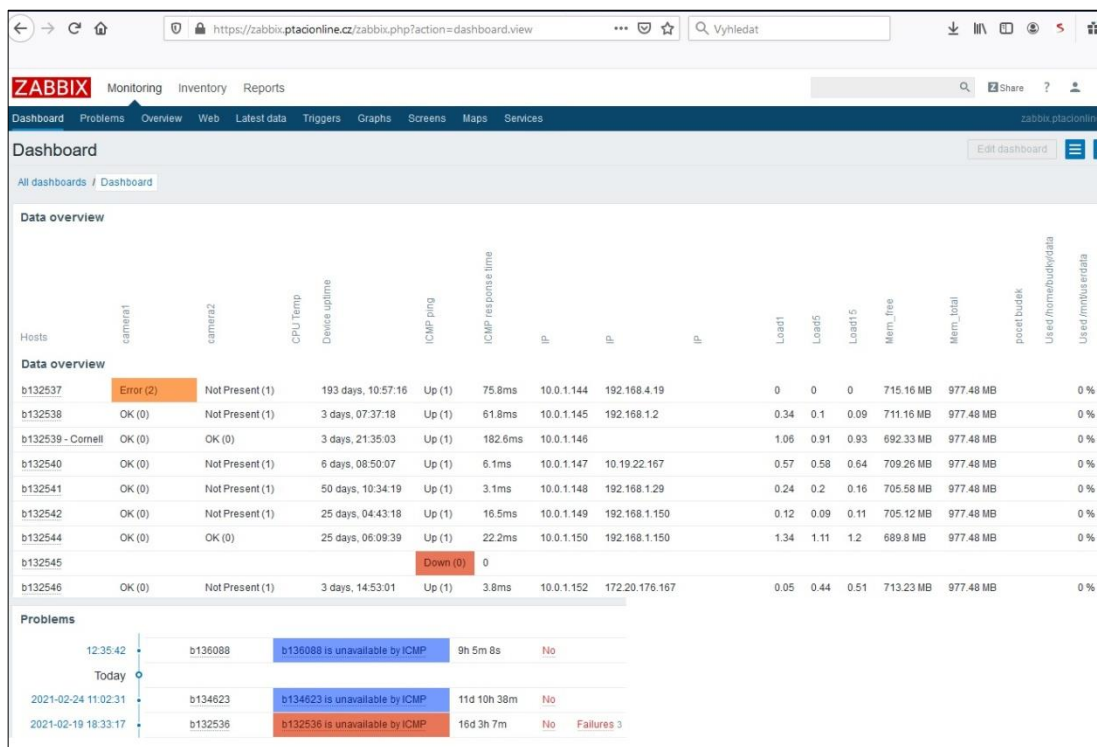 https://zabbix.ptacionline.cz/zabbix.php?action=dashboard.view
Vyhledat
ZABBIX Monitoring Inventory Reports Share ?
Dashboard Problems Overview Web Latest data Triggers Graphs Screens Maps Services zabbix.ptacionlin
Dashboard Edit dashboard
All dashboards / Dashboard
Data overview
Hosts camera1 camera2 CPU Temp Device uptime ICMP ping ICMP response time IP IP IP Load1 Load5 Load15 Mem_free Mem_total pocet budek Used /home/budky/data Used /mnt/userdata
Data overview
b132537 Error (2) Not Present (1) 193 days, 10:57:16 Up (1) 75.8ms 10.0.1.144 192.168.4.19 0 0 0 715.16 MB 977.48 MB 0 %
b132538 OK (0) Not Present (1) 3 days, 07:37:18 Up (1) 61.8ms 10.0.1.145 192.168.1.2 0.34 0.1 0.09 711.16 MB 977.48 MB 0 %
b132539 - Cornell OK (0) OK (0) 3 days, 21:35:03 Up (1) 182.6ms 10.0.1.146 1.06 0.91 0.93 692.33 MB 977.48 MB 0 %
b132540 OK (0) Not Present (1) 6 days, 08:50:07 Up (1) 6.1ms 10.0.1.147 10.19.22.167 0.57 0.58 0.64 709.26 MB 977.48 MB 0 %
b132541 OK (0) Not Present (1) 50 days, 10:34:19 Up (1) 3.1ms 10.0.1.148 192.168.1.29 0.24 0.2 0.16 705.58 MB 977.48 MB 0 %
b132542 OK (0) Not Present (1) 25 days, 04:43:18 Up (1) 16.5ms 10.0.1.149 192.168.1.150 0.12 0.09 0.11 705.12 MB 977.48 MB 0 %
b132544 OK (0) OK (0) 25 days, 06:09:39 Up (1) 22.2ms 10.0.1.150 192.168.1.150 1.34 1.11 1.2 689.8 MB 977.48 MB 0 %
b132545 Down (0) 0
b132546 OK (0) Not Present (1) 3 days, 14:53:01 Up (1) 3.8ms 10.0.1.152 172.20.176.167 0.05 0.44 0.51 713.23 MB 977.48 MB 0 %
Problems
12:35:42 b136088 b136088 is unavailable by ICMP 9h 5m 8s No
Today
2021-02-24 11:02:31 b134623 b134623 is unavailable by ICMP 11d 10h 38m No
2021-02-19 18:33:17 b132536 b132536 is unavailable by ICMP 16d 3h 7m No Failures 3